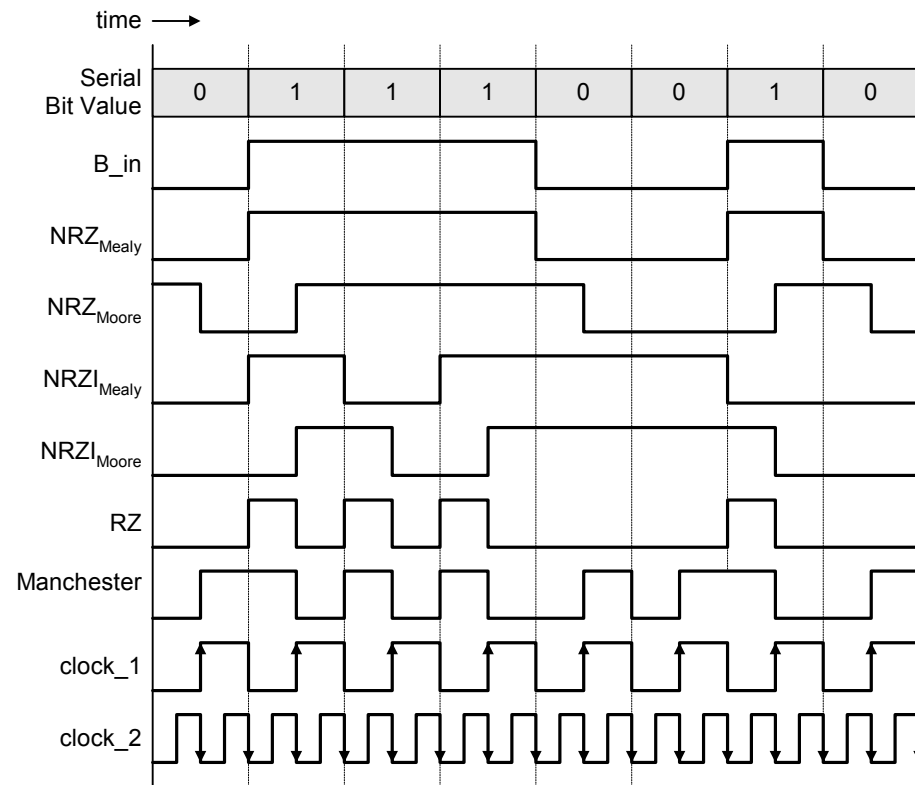 time
Serial
Bit Value
0 1 1 1 0 0 1 0
B_in
NRZMealy
NRZMoore
NRZIMealy
NRZIMoore
RZ
Manchester
clock_1
clock_2